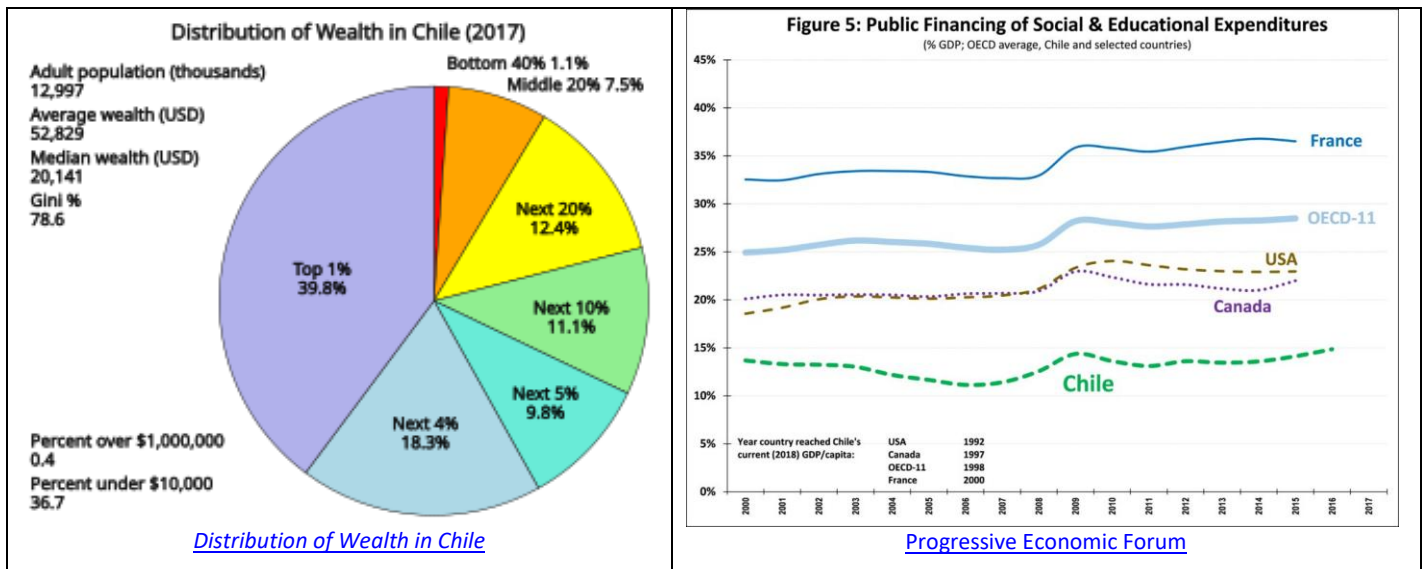 Distribution of Wealth in Chile (2017)
Adult population (thousands)
12,997
Average wealth (USD)
52,829
Median wealth (USD)
20,141
Gini %
78.6
Bottom 40% 1.1%
Middle 20% 7.5%
Next 20%
12.4%
Next 10%
11.1%
Next 5%
9.8%
Next 4%
18.3%
Top 1%
39.8%
Percent over $1,000,000
0.4
Percent under $10,000
36.7
Distribution of Wealth in Chile
Figure 5: Public Financing of Social & Educational Expenditures
(% GDP; OECD average, Chile and selected countries)
45%
40%
35%
30%
25%
20%
15%
10%
5%
0%
France
OECD-11
USA
Canada
Chile
Year country reached Chile's USA 1992
current (2018) GDP/capita: Canada 1997
OECD-11 1998
France 2000
2000 2001 2002 2003 2004 2005 2006 2007 2008 2009 2010 2011 2012 2013 2014 2015 2016 2017
Progressive Economic Forum